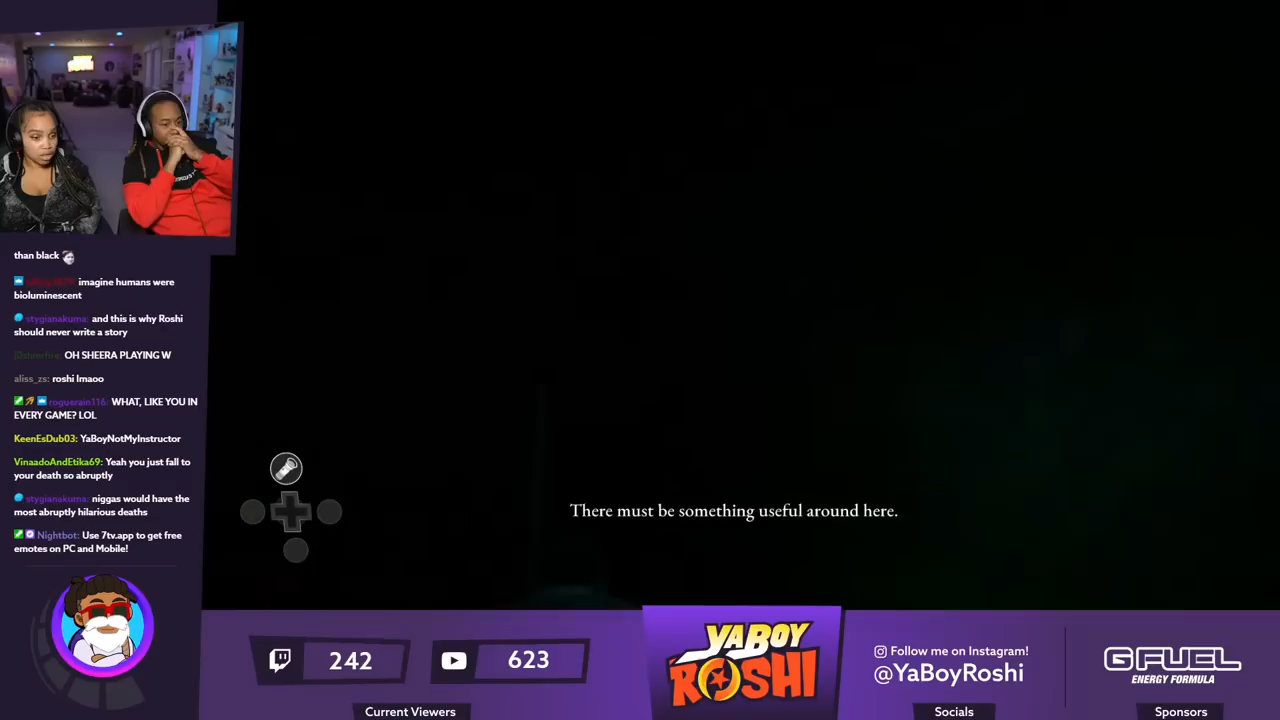 than black
imagine humans were
bioluminescent
stygianakuma: and this is why Roshi
should never write a story
OH SHEERA PLAYING W
aliss_zs: roshi lmaoo
roguerain116: WHAT, LIKE YOU IN
EVERY GAME? LOL
KeenEsDub03: YaBoyNotMyInstructor
VinaadoAndEtika69: Yeah you just fall to
your death so abruptly
stygianakuma: niggas would have the
most abruptly hilarious deaths
Nightbot: Use 7tv.app to get free
emotes on PC and Mobile!
There must be something useful around here.
242
623
Current Viewers
YABOY
ROSHI
Follow me on Instagram!
@YaBoyRoshi
Socials
GFUEL
ENERGY FORMULA
Sponsors